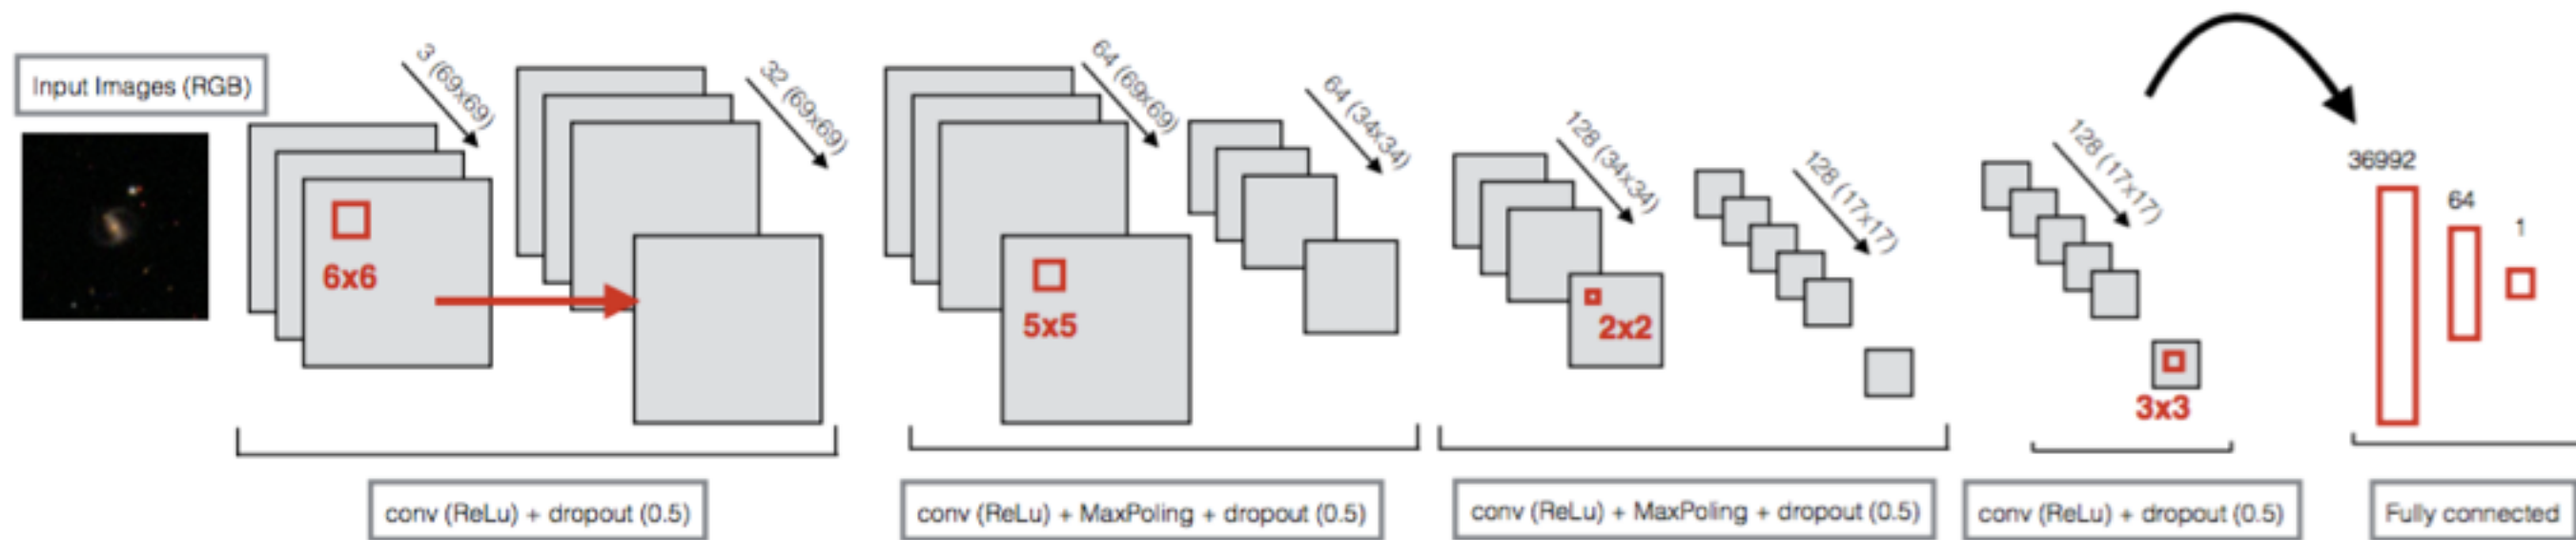 Input Images (RGB)
3 (69x69)
6x6
32 (69x69)
conv (ReLu) + dropout (0.5)
64 (69x69)
5x5
64 (34x34)
conv (ReLu) + MaxPoling + dropout (0.5)
128 (34x34)
2x2
128 (17x17)
conv (ReLu) + MaxPoling + dropout (0.5)
128 (17x17)
3x3
conv (ReLu) + dropout (0.5)
36992
64
1
Fully connected